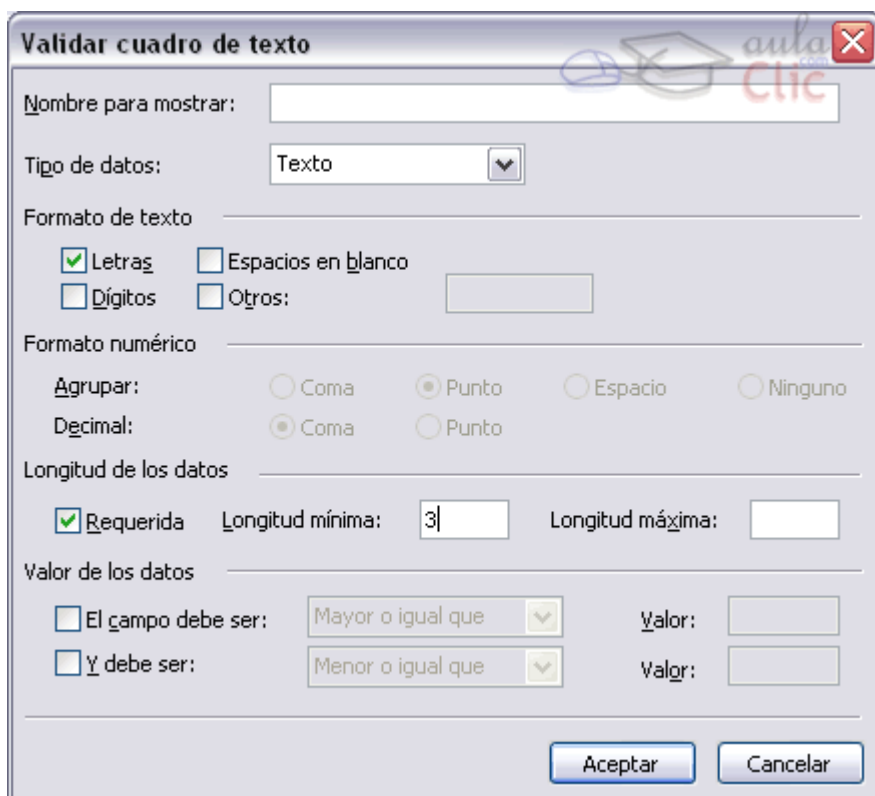 Validar cuadro de texto
aula
.com
Clic
Nombre para mostrar:
Tipo de datos: Texto
Formato de texto
Letras Espacios en blanco
Dígitos Otros:
Formato numérico
Agrupar: Coma Punto Espacio Ninguno
Decimal: Coma Punto
Longitud de los datos
Requerida Longitud mínima: 3 Longitud máxima:
Valor de los datos
El campo debe ser: Mayor o igual que Valor:
Y debe ser: Menor o igual que Valor:
Aceptar Cancelar